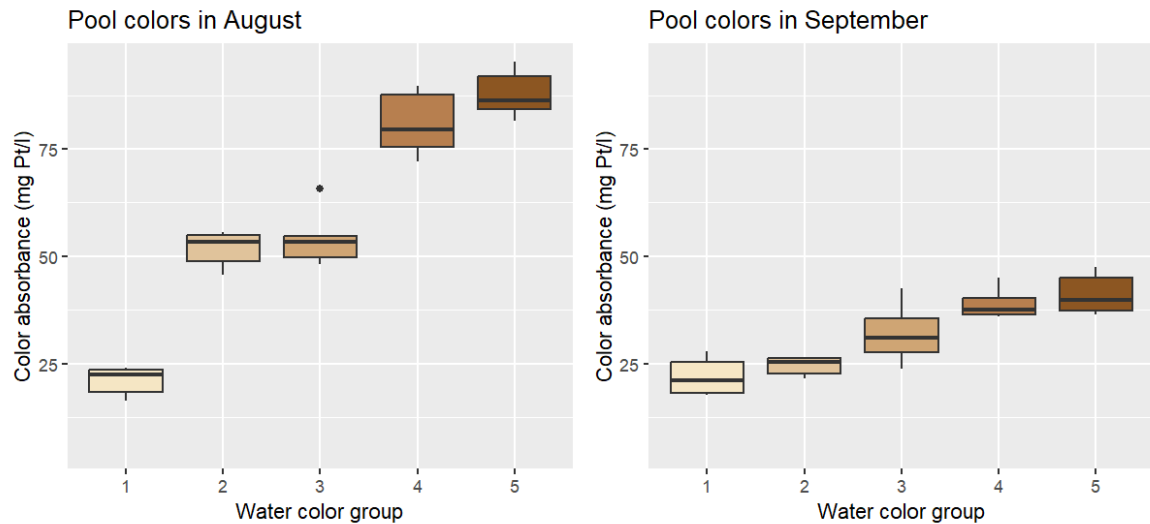 Pool colors in August
Color absorbance (mg Pt/l)
75
50
25
1 2 3 4 5
Water color group
Pool colors in September
Color absorbance (mg Pt/l)
75
50
25
1 2 3 4 5
Water color group